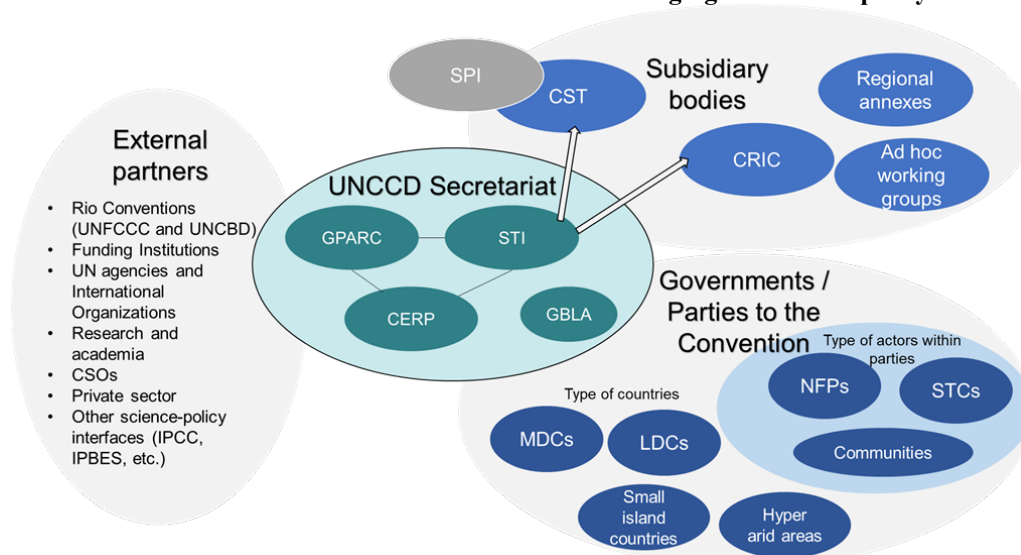 SPI
CST
Subsidiary
bodies
Regional
annexes
CRIC
Ad hoc
working
groups
External
partners
• Rio Conventions
(UNFCCC and UNCBD)
• Funding Institutions
• UN agencies and
International
Organizations
• Research and
academia
• CSOs
• Private sector
• Other science-policy
interfaces (IPCC,
IPBES, etc.)
UNCCD Secretariat
GPARC
STI
CERP
GBLA
Governments /
Parties to the
Convention
Type of actors within
parties
NFPs
STCs
Communities
Type of countries
MDCs
LDCs
Small
island
countries
Hyper
arid areas